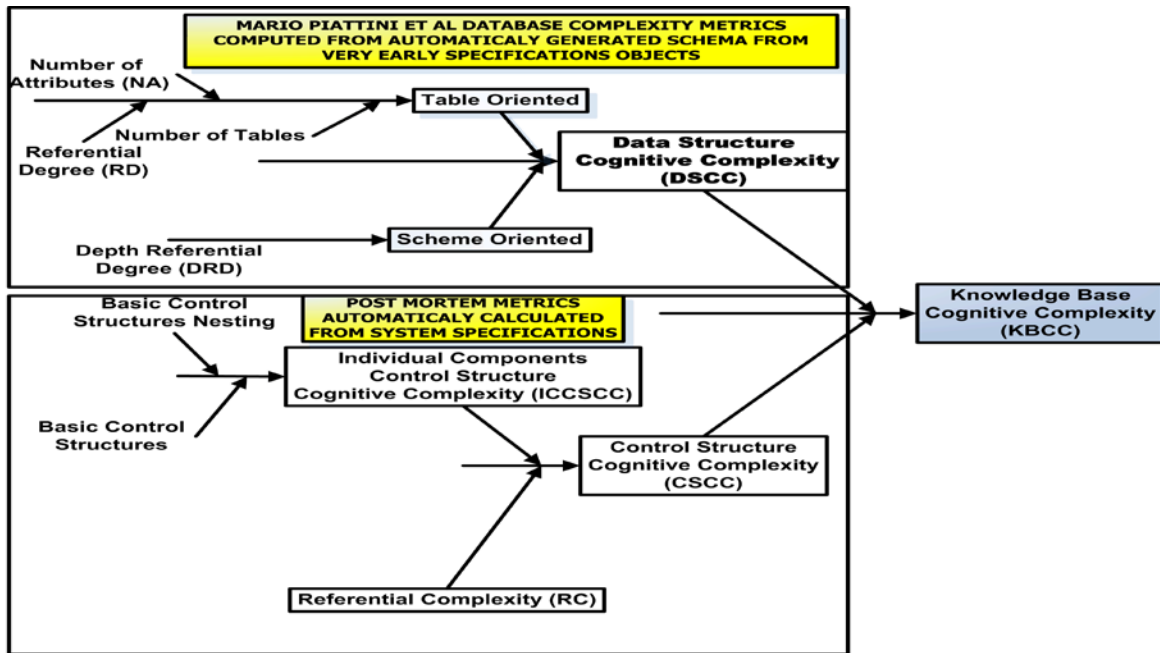 MARIO PIATTINI ET AL DATABASE COMPLEXITY METRICS
COMPUTED FROM AUTOMATICALY GENERATED SCHEMA FROM
VERY EARLY SPECIFICATIONS OBJECTS
Number of
Attributes (NA)
Table Oriented
Number of Tables
Referential
Degree (RD)
Data Structure
Cognitive Complexity
(DSCC)
Scheme Oriented
Depth Referential
Degree (DRD)
Basic Control
Structures Nesting
POST MORTEM METRICS
AUTOMATICALY CALCULATED
FROM SYSTEM SPECIFICATIONS
Knowledge Base
Cognitive Complexity
(KBCC)
Individual Components
Control Structure
Cognitive Complexity (ICCSCC)
Basic Control
Structures
Control Structure
Cognitive Complexity
(CSCC)
Referential Complexity (RC)